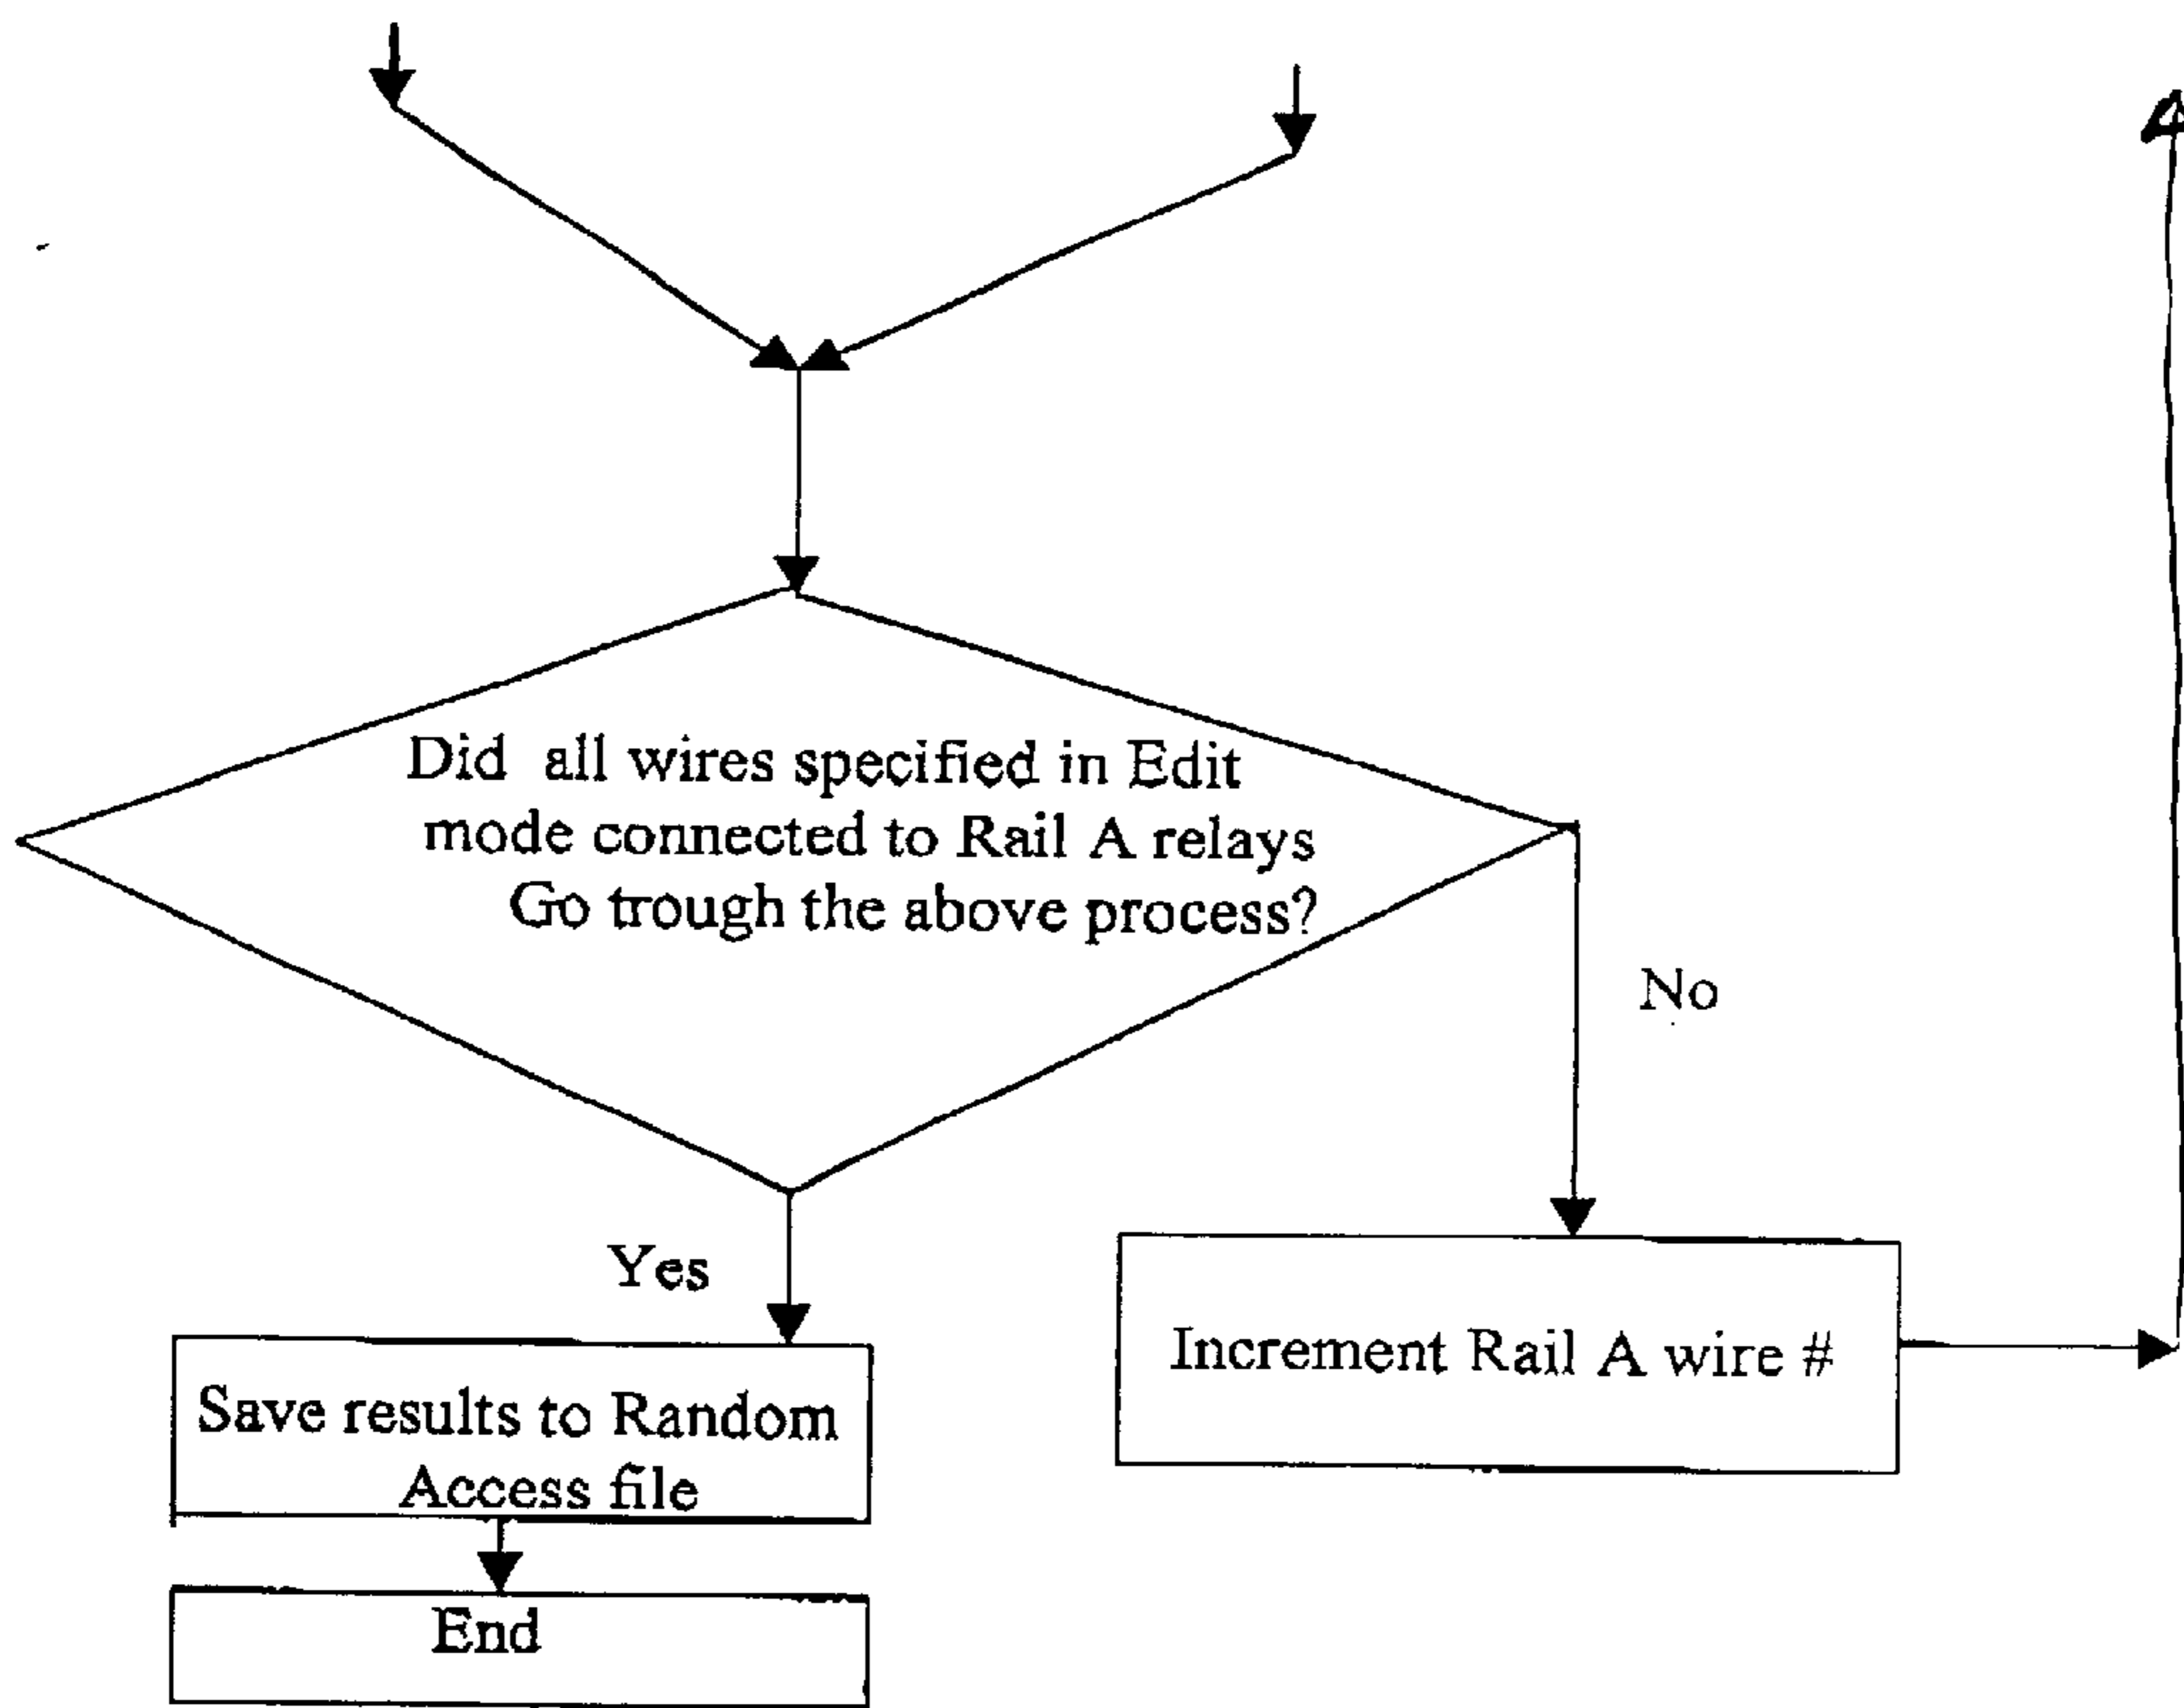 Did all wires specified in Edit
mode connected to Rail A relays
Go trough the above process?
No
Yes
Increment Rail A wire #
Save results to Random
Access file
End